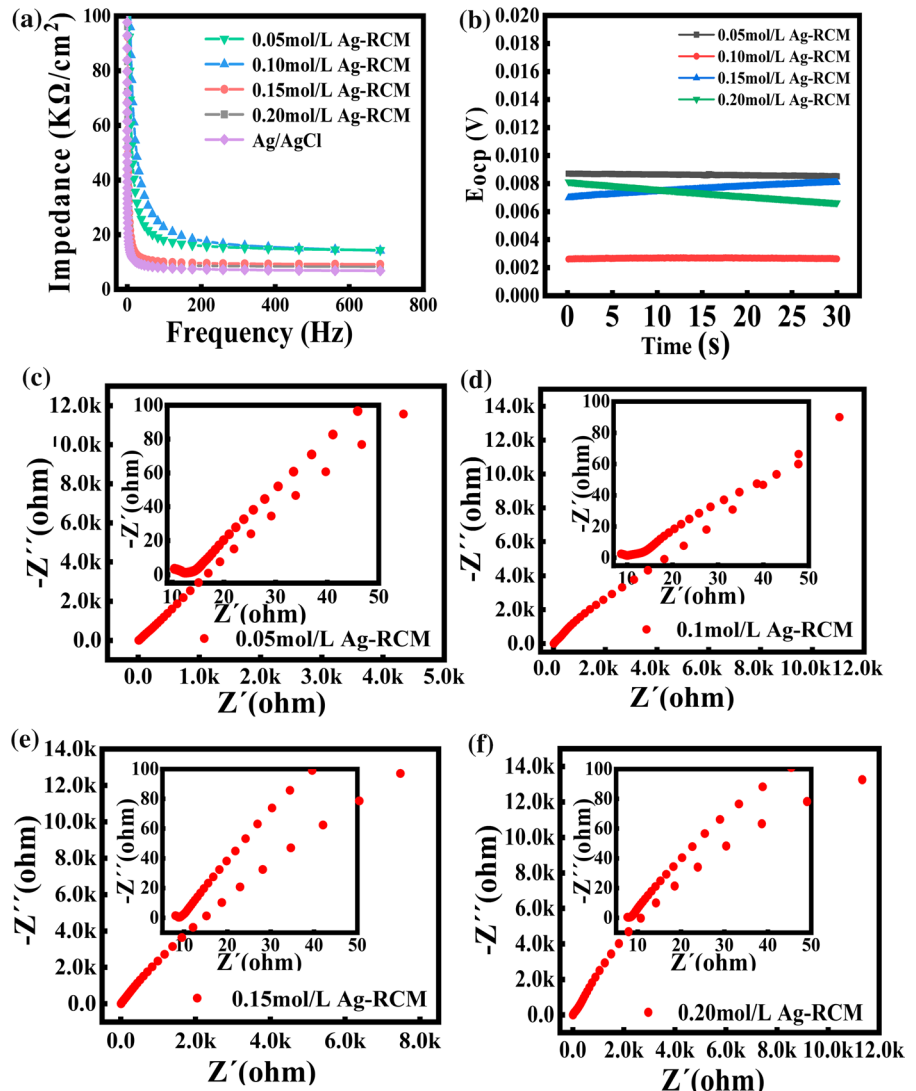 (a)
Impedance (KΩ/cm²)
100
80
60
40
20
0
0.05mol/L Ag-RCM
0.10mol/L Ag-RCM
0.15mol/L Ag-RCM
0.20mol/L Ag-RCM
Ag/AgCl
0 200 400 600 800
Frequency (Hz)
(b)
Eocp (V)
0.020
0.018
0.016
0.014
0.012
0.010
0.008
0.006
0.004
0.002
0.000
0.05mol/L Ag-RCM
0.10mol/L Ag-RCM
0.15mol/L Ag-RCM
0.20mol/L Ag-RCM
0 5 10 15 20 25 30
Time (s)
(c)
-Z´´(ohm)
12.0k
10.0k
8.0k
6.0k
4.0k
2.0k
0.0
-Z´´(ohm)
100
80
60
40
20
0
10 20 30 40 50
Z´(ohm)
0.05mol/L Ag-RCM
0.0 1.0k 2.0k 3.0k 4.0k 5.0k
Z´(ohm)
(d)
-Z´´(ohm)
14.0k
12.0k
10.0k
8.0k
6.0k
4.0k
2.0k
0.0
-Z´´(ohm)
100
80
60
40
20
0
10 20 30 40 50
Z´(ohm)
0.1mol/L Ag-RCM
0.0 2.0k 4.0k 6.0k 8.0k 10.0k 12.0k
Z´(ohm)
(e)
-Z´´(ohm)
14.0k
12.0k
10.0k
8.0k
6.0k
4.0k
2.0k
0.0
-Z´´(ohm)
100
80
60
40
20
0
10 20 30 40 50
Z´(ohm)
0.15mol/L Ag-RCM
0.0 2.0k 4.0k 6.0k 8.0k
Z´(ohm)
(f)
-Z´´(ohm)
14.0k
12.0k
10.0k
8.0k
6.0k
4.0k
2.0k
0.0
-Z´´(ohm)
100
80
60
40
20
0
10 20 30 40 50
Z´(ohm)
0.20mol/L Ag-RCM
0.0 2.0k 4.0k 6.0k 8.0k 10.0k 12.0k
Z´(ohm)